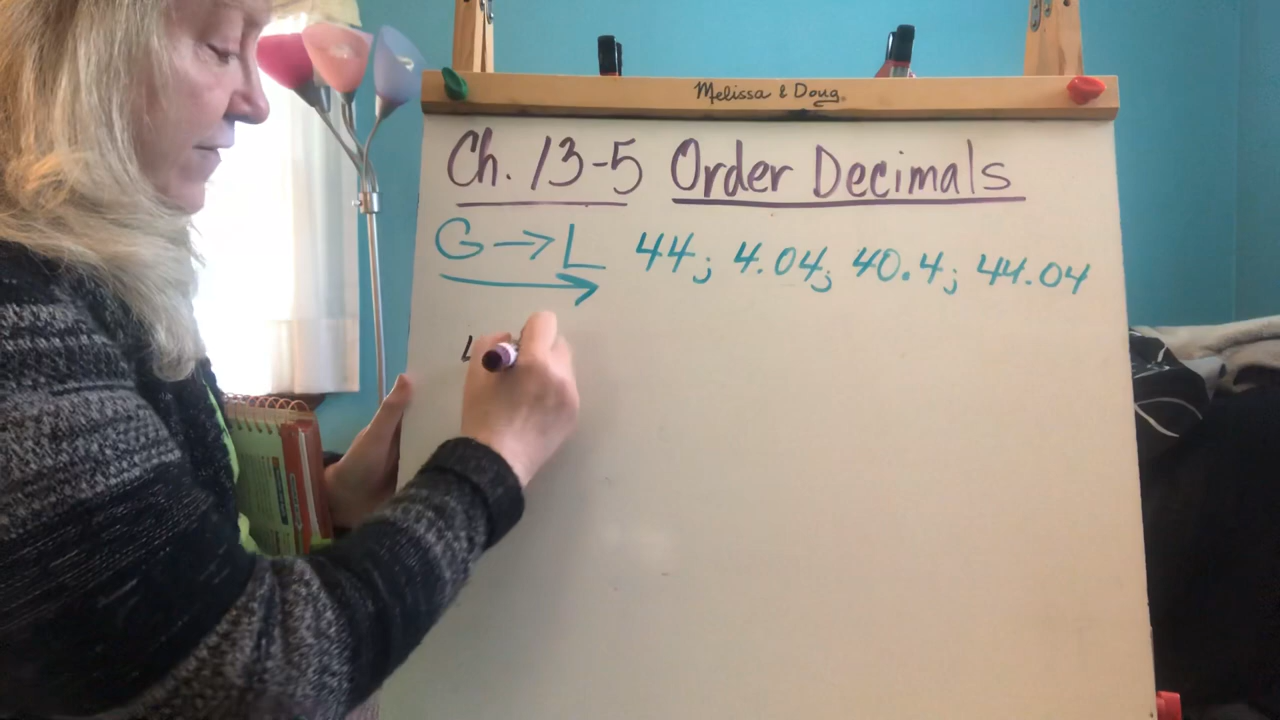 Melissa & Doug.
Ch. 13-5 Order Decimals
G → L 44; 4.04; 40.4; 44.04